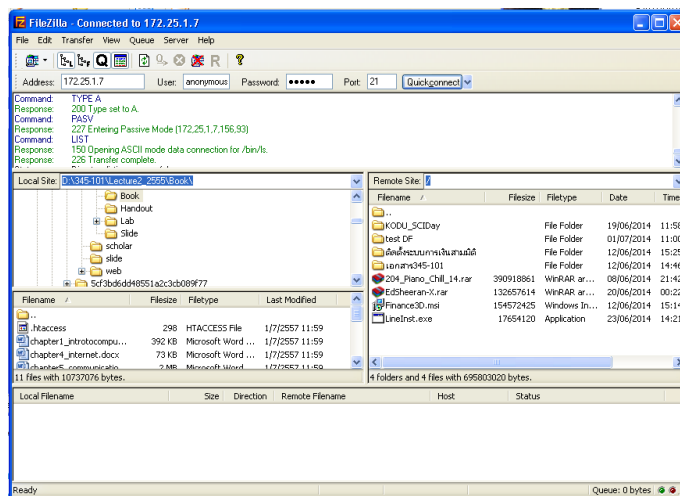 FileZilla - Connected to 172.25.1.7
File Edit Transfer View Queue Server Help
Address: 172.25.1.7 User: anonymous Password: ●●●●● Port: 21 Quickconnect
Command: TYPE A
Response: 200 Type set to A.
Command: PASV
Response: 227 Entering Passive Mode (172,25,1,7,156,93)
Command: LIST
Response: 150 Opening ASCII mode data connection for /bin/ls.
Response: 226 Transfer complete.
Local Site: D:\345-101\Lecture2_2555\Book\
Book
Handout
Lab
Slide
scholar
slide
web
5cf3bd6dd48551a2c3cb089f77
Filename / Filesize Filetype Last Modified
..
.htaccess 298 HTACCESS File 1/7/2557 11:59
chapter1_introtocompu... 392 KB Microsoft Word ... 1/7/2557 11:59
chapter4_internet.docx 73 KB Microsoft Word ... 1/7/2557 11:59
chapter5_communicatio... 2 MB Microsoft Word ... 1/7/2557 11:59
11 files with 10737076 bytes.
Remote Site: /
Filename / Filesize Filetype Date Time
..
KODU_SCIDay File Folder 19/06/2014 11:58
test DF File Folder 01/07/2014 11:00
ติดตั้งระบบการเงินสามมิติ File Folder 12/06/2014 15:25
เอกสาร345-101 File Folder 12/06/2014 14:46
204_Piano_Chill_14.rar 390918861 WinRAR ar... 08/06/2014 21:42
EdSheeran-X.rar 132657614 WinRAR ar... 20/06/2014 00:22
Finance3D.msi 154572425 Windows In... 12/06/2014 15:14
LineInst.exe 17654120 Application 23/06/2014 14:21
4 folders and 4 files with 695803020 bytes.
Local Filename Size Direction Remote Filename Host Status
Ready Queue: 0 bytes